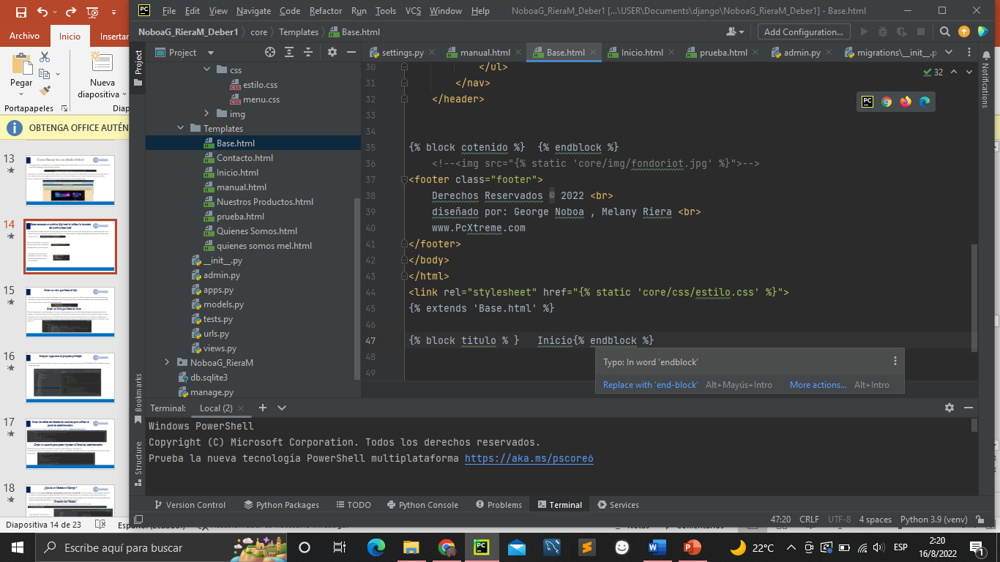 File Edit View Navigate Code Refactor Run Tools VCS Window Help
NoboaG_RieraM_Deber1 [...\USER\Documents\django\NoboaG_RieraM_Deber1] - Base.html
Archivo Inicio Insertar
NoboaG_RieraM_Deber1 core Templates Base.html
Add Configuration...
Pegar
Nueva
diapositiva
Portapapeles
Diap
OBTENGA OFFICE AUTÉN
13
14
15
16
17
18
Diapositiva 14 de 23
Project
Bookmarks
Structure
Notifications
Project
css
estilo.css
menu.css
img
Templates
Base.html
Contacto.html
Inicio.html
manual.html
Nuestros Productos.html
prueba.html
Quienes Somos.html
quienes somos mel.html
__init__.py
admin.py
apps.py
models.py
tests.py
urls.py
views.py
NoboaG_RieraM
db.sqlite3
manage.py
settings.py manual.html Base.html Inicio.html prueba.html admin.py migrations\__init__.p
32
30 </ul>
31 </nav>
32 </header>
33
34
35 {% block cotenido %} {% endblock %}
36 <!--<img src="{% static 'core/img/fondoriot.jpg' %}">-->
37 <footer class="footer">
38 Derechos Reservados © 2022 <br>
39 diseñado por: George Noboa , Melany Riera <br>
40 www.PcXtreme.com
41 </footer>
42 </body>
43 </html>
44 <link rel="stylesheet" href="{% static 'core/css/estilo.css' %}">
45 {% extends 'Base.html' %}
46
47 {% block titulo % } Inicio{% endblock %}
48
49
Typo: In word 'endblock'
Replace with 'end-block' Alt+Mayús+Intro More actions... Alt+Intro
Terminal: Local (2)
Windows PowerShell
Copyright (C) Microsoft Corporation. Todos los derechos reservados.
Prueba la nueva tecnología PowerShell multiplataforma https://aka.ms/pscore6
Version Control Python Packages TODO Python Console Problems Terminal Services
47:20 CRLF UTF-8 4 spaces Python 3.9 (venv)
Escribe aquí para buscar
22°C
ESP
2:20
16/8/2022
1